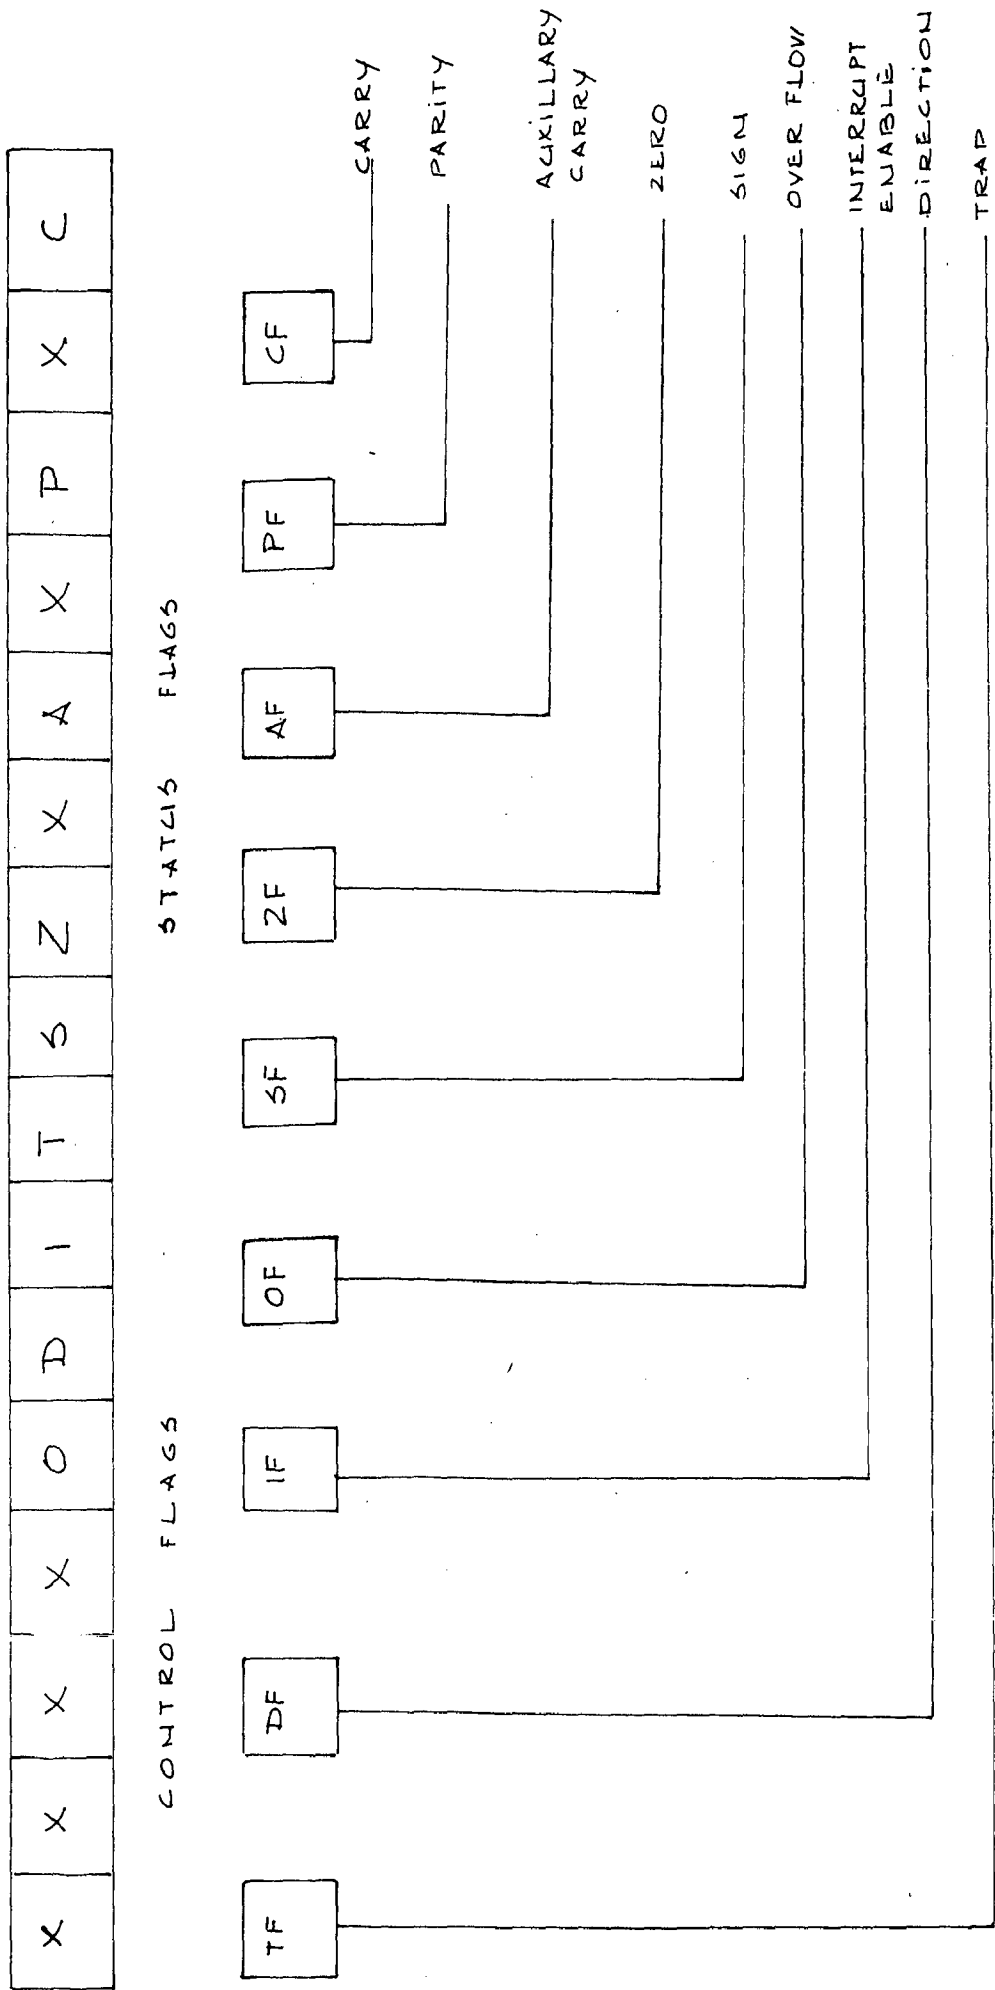 X X X X O D I T S Z X A X P X C
CONTROL FLAGS STATUS FLAGS
TF DF IF OF SF ZF AF PF CF
CARRY
PARITY
AUXILLARY
CARRY
ZERO
SIGN
OVER FLOW
INTERRUPT
ENABLE
DIRECTION
TRAP